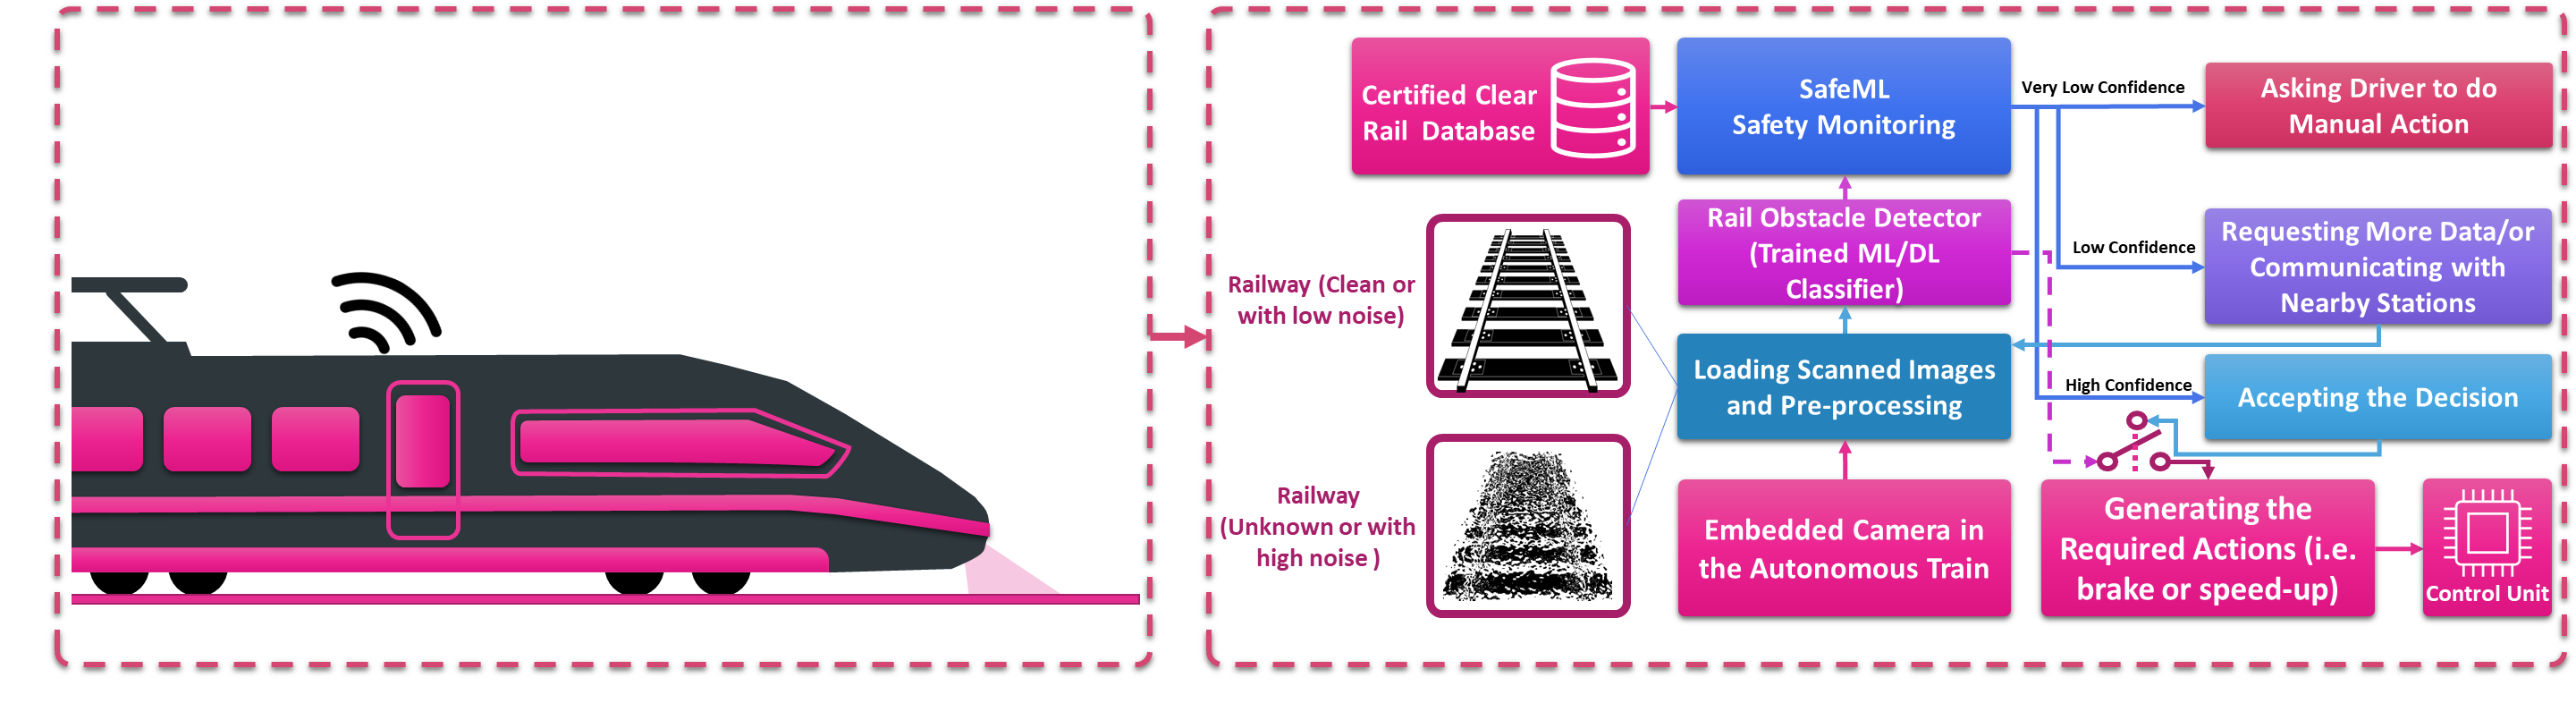 Certified Clear
Rail Database
SafeML
Safety Monitoring
Very Low Confidence
Asking Driver to do
Manual Action
Rail Obstacle Detector
(Trained ML/DL
Classifier)
Low Confidence
Requesting More Data/or
Communicating with
Nearby Stations
Railway (Clean or
with low noise)
Loading Scanned Images
and Pre-processing
High Confidence
Accepting the Decision
Railway
(Unknown or with
high noise )
Embedded Camera in
the Autonomous Train
Generating the
Required Actions (i.e.
brake or speed-up)
Control Unit